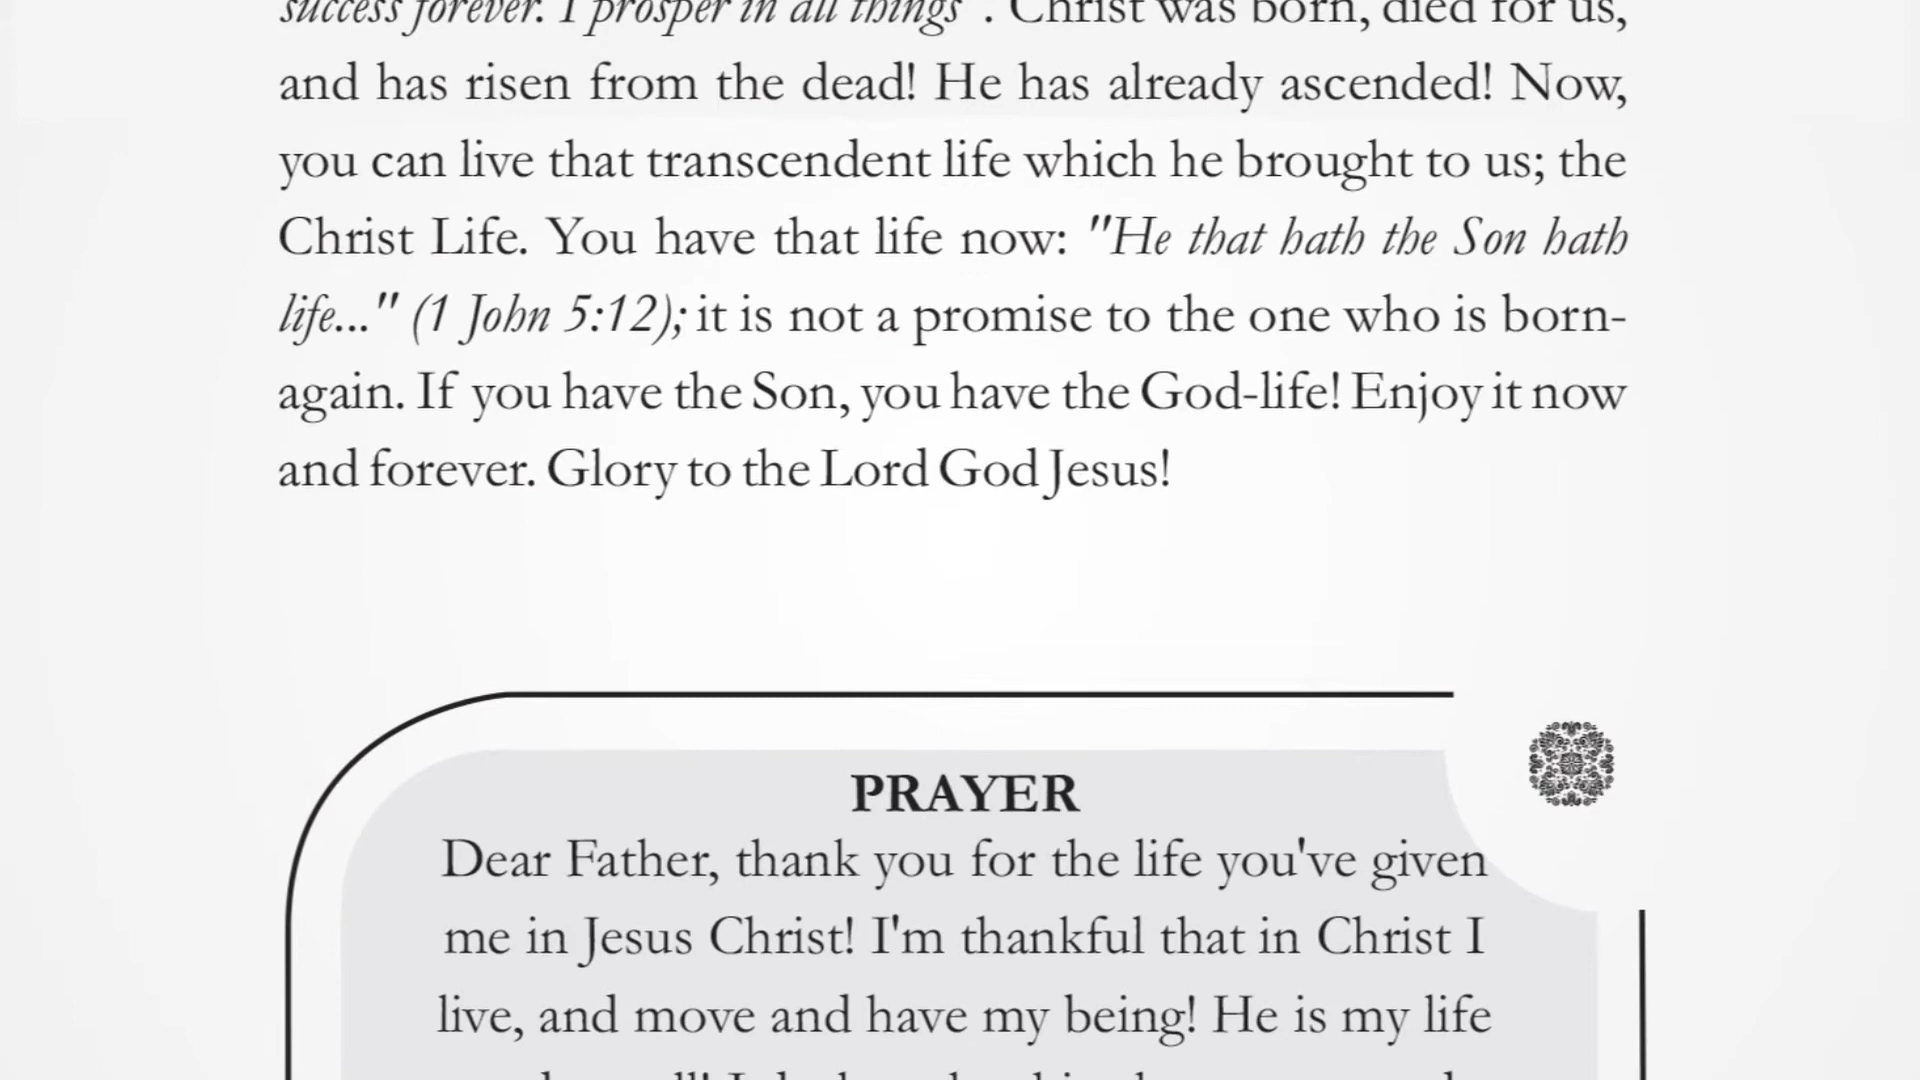 success forever. I prosper in all things". Christ was born, died for us,
and has risen from the dead! He has already ascended! Now,
you can live that transcendent life which he brought to us; the
Christ Life. You have that life now: "He that hath the Son hath
life..." (1 John 5:12); it is not a promise to the one who is born-
again. If you have the Son, you have the God-life! Enjoy it now
and forever. Glory to the Lord God Jesus!
PRAYER
Dear Father, thank you for the life you've given
me in Jesus Christ! I'm thankful that in Christ I
live, and move and have my being! He is my life